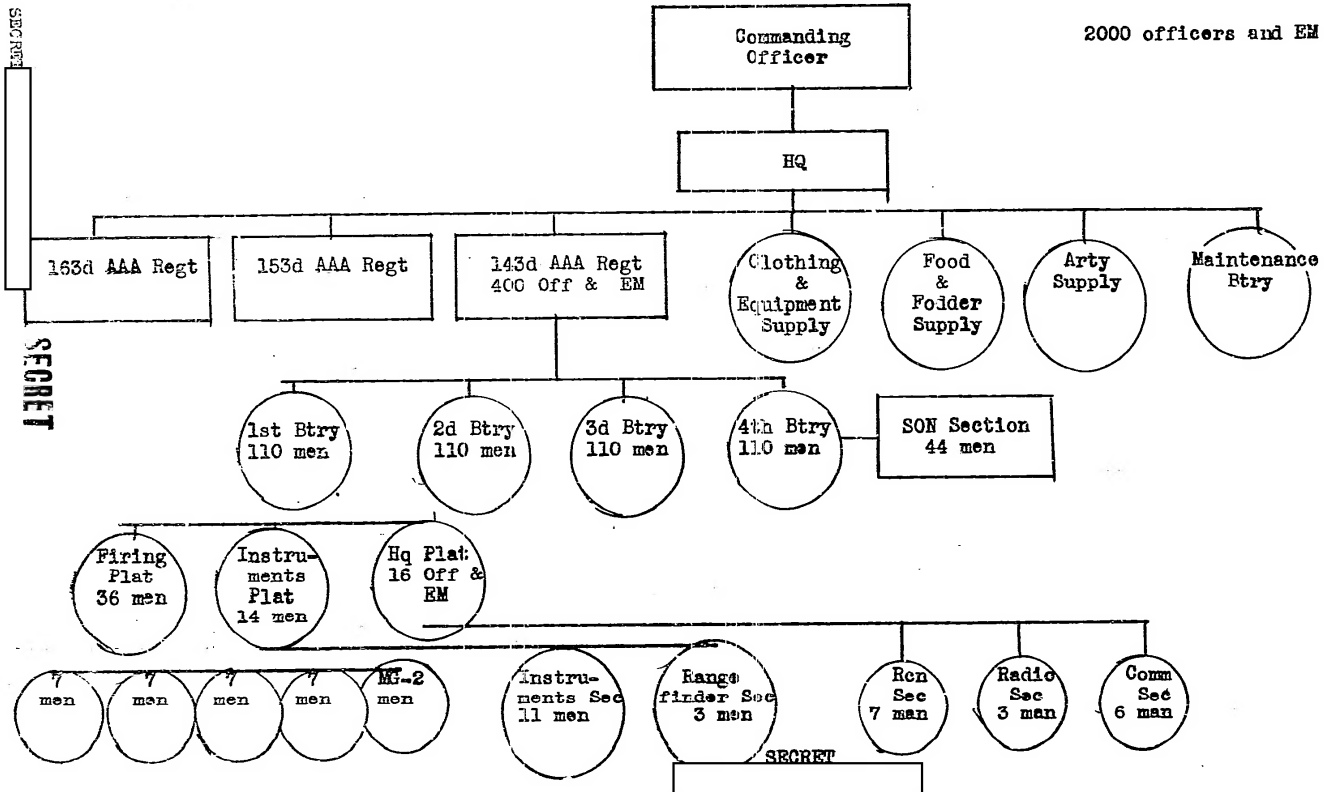 SECRET
2000 officers and EM
Commanding
Officer
HQ
163d AAA Regt
153d AAA Regt
143d AAA Regt
400 Off & EM
Clothing
&
Equipment
Supply
Food
&
Fodder
Supply
Arty
Supply
Maintenance
Btry
SECRET
1st Btry
110 men
2d Btry
110 men
3d Btry
110 men
4th Btry
110 men
SON Section
44 men
Firing
Plat
36 men
Instru-
ments
Plat
14 men
Hq Plat
16 Off &
EM
7
men
7
men
7
men
7
men
MG-2
men
Instru-
ments Sec
11 men
Range
finder Sec
3 men
Rcn
Sec
7 man
Radio
Sec
3 man
Comm
Sec
6 man
SECRET